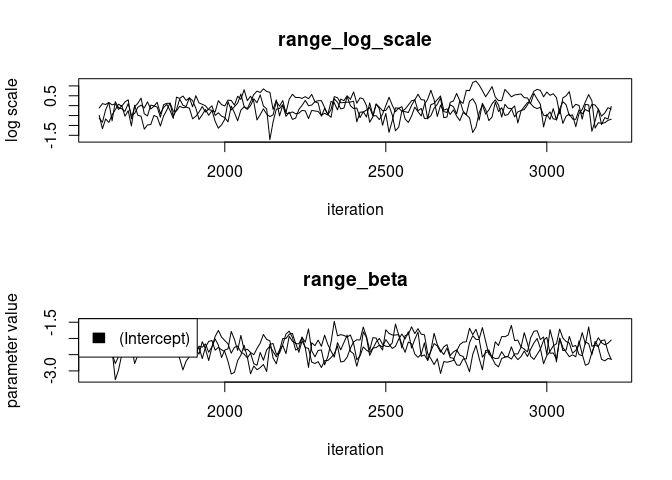 range_log_scale
log scale
0.5
-1.5
2000 2500 3000
iteration
range_beta
parameter value
-1.5
(Intercept)
-3.0
2000 2500 3000
iteration